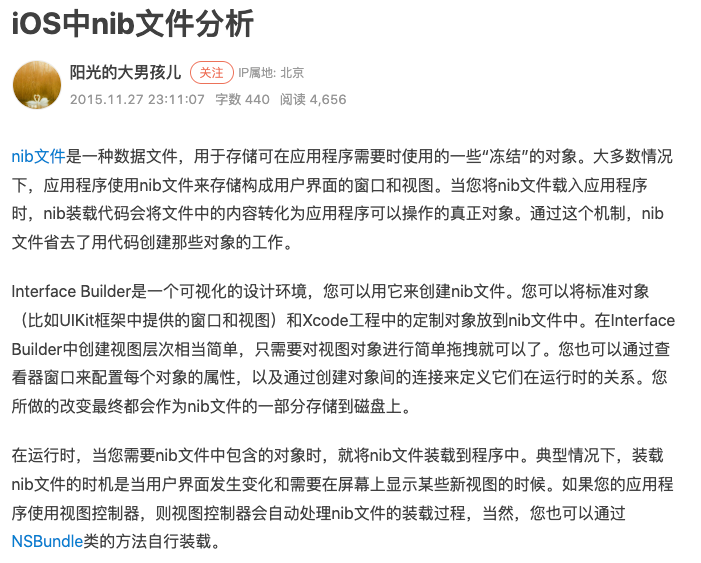 iOS中nib文件分析
阳光的大男孩儿 关注 IP属地: 北京
2015.11.27 23:11:07 字数 440 阅读 4,656
nib文件是一种数据文件，用于存储可在应用程序需要时使用的一些“冻结”的对象。大多数情况
下，应用程序使用nib文件来存储构成用户界面的窗口和视图。当您将nib文件载入应用程序
时，nib装载代码会将文件中的内容转化为应用程序可以操作的真正对象。通过这个机制，nib
文件省去了用代码创建那些对象的工作。
Interface Builder是一个可视化的设计环境，您可以用它来创建nib文件。您可以将标准对象
（比如UIKit框架中提供的窗口和视图）和Xcode工程中的定制对象放到nib文件中。在Interface
Builder中创建视图层次相当简单，只需要对视图对象进行简单拖拽就可以了。您也可以通过查
看器窗口来配置每个对象的属性，以及通过创建对象间的连接来定义它们在运行时的关系。您
所做的改变最终都会作为nib文件的一部分存储到磁盘上。
在运行时，当您需要nib文件中包含的对象时，就将nib文件装载到程序中。典型情况下，装载
nib文件的时机是当用户界面发生变化和需要在屏幕上显示某些新视图的时候。如果您的应用程
序使用视图控制器，则视图控制器会自动处理nib文件的装载过程，当然，您也可以通过
NSBundle类的方法自行装载。